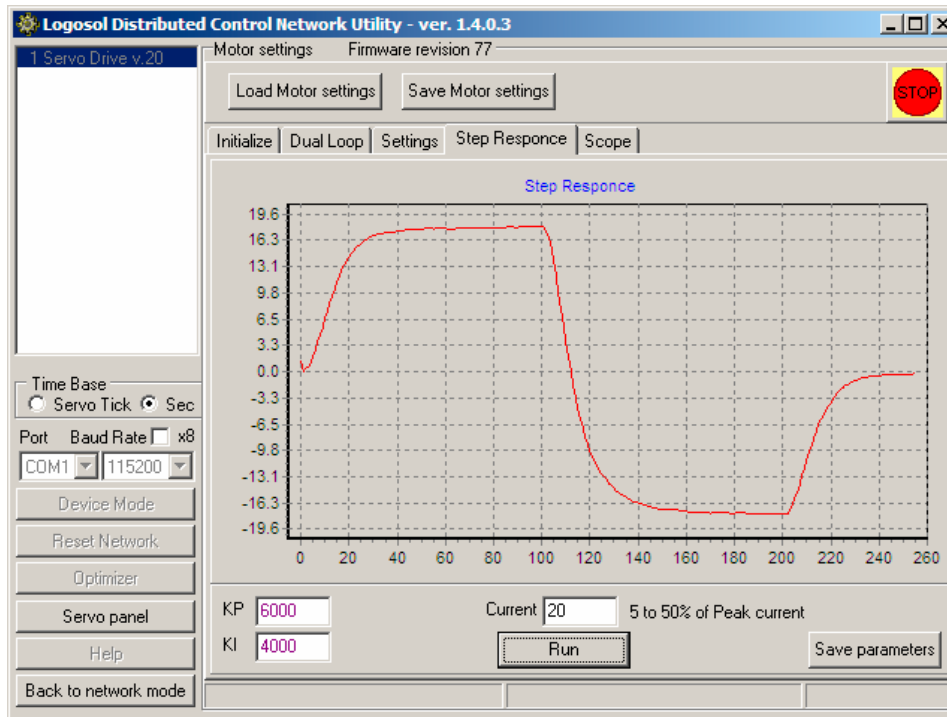 Logosol Distributed Control Network Utility - ver. 1.4.0.3
1 Servo Drive v.20
Motor settings Firmware revision 77
Load Motor settings Save Motor settings
STOP
Initialize Dual Loop Settings Step Responce Scope
Step Responce
19.6
16.3
13.1
9.8
6.5
3.3
0.0
-3.3
-6.5
-9.8
-13.1
-16.3
-19.6
0 20 40 60 80 100 120 140 160 180 200 220 240 260
Time Base
Servo Tick Sec
Port Baud Rate x8
COM1 115200
Device Mode
Reset Network
Optimizer
Servo panel
Help
Back to network mode
KP 6000 Current 20 5 to 50% of Peak current
KI 4000 Run Save parameters